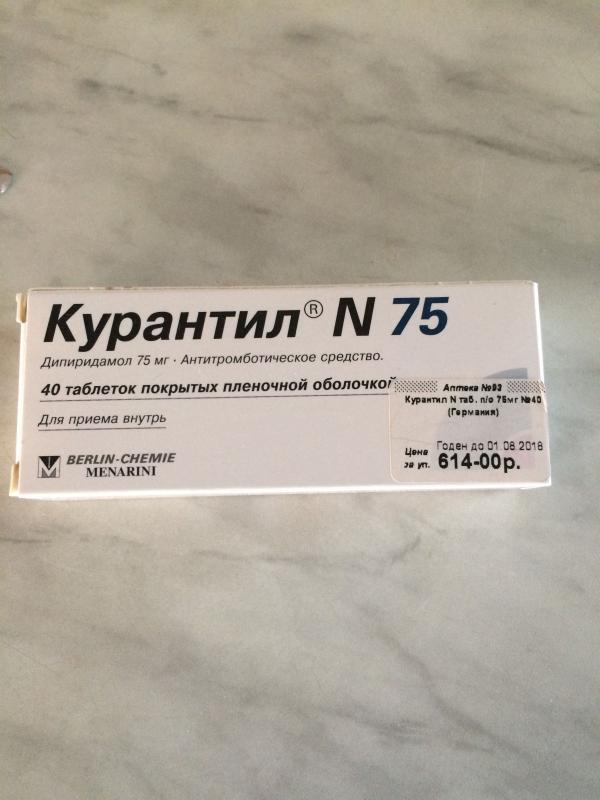 Курантил® N 75
Дипиридамол 75 мг · Антитромботическое средство.
40 таблеток покрытых пленочной оболочкой
Для приема внутрь
BERLIN-CHEMIE
MENARINI
Аптека №93
Курантил N таб. п/о 75мг №40
(Германия)
Годен до 01.08.2018
Цена
за уп. 614-00р.